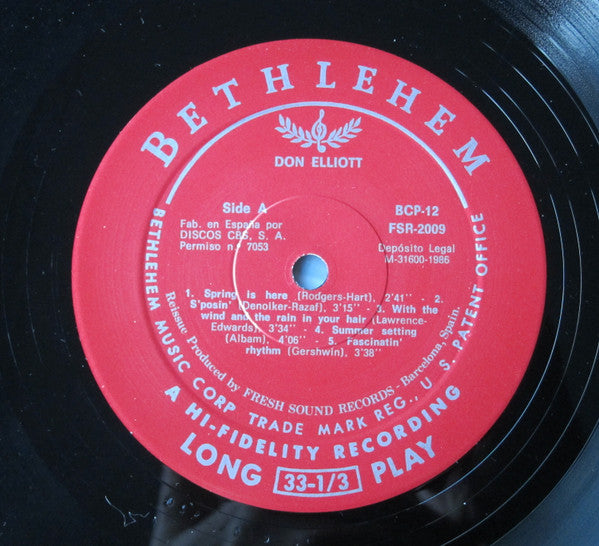 BETHLEHEM
DON ELLIOTT
Side A
Fab. en España por
DISCOS CBS, S. A.
Permiso n.º 7053
BCP-12
FSR-2009
Depósito Legal
M-31600-1986
1. Spring is here (Rodgers-Hart), 2'41" - 2.
S'posin' (Denolker-Razaf), 3'15" - 3. With the
wind and the rain in your hair (Lawrence-
Edwards), 3'34" - 4. Summer setting
(Albam), 4'06" - 5. Fascinatin'
rhythm (Gershwin), 3'38"
Reissue Produced by FRESH SOUND RECORDS - Barcelona, Spain.
BETHLEHEM MUSIC CORP TRADE MARK REG., U S. PATENT OFFICE
A HI-FIDELITY RECORDING
LONG 33-1/3 PLAY